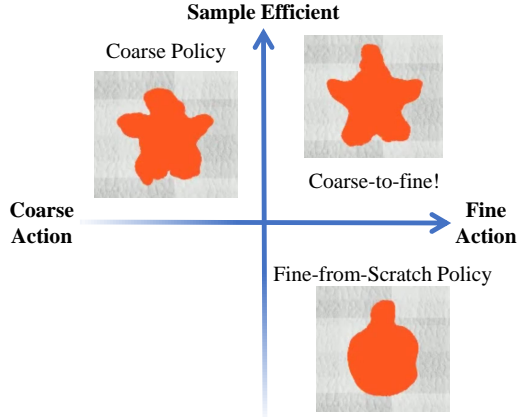 Sample Efficient
Coarse Policy
Coarse-to-fine!
Coarse
Action
Fine
Action
Fine-from-Scratch Policy